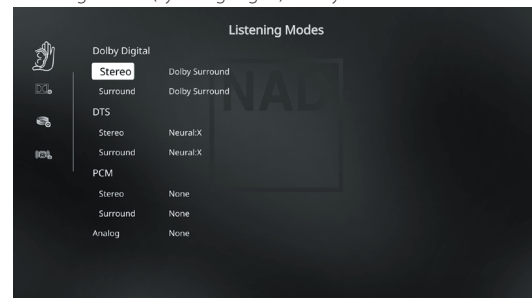 Listening Modes
Dolby Digital
Stereo Dolby Surround
Surround Dolby Surround
DTS
Stereo Neural:X
Surround Neural:X
PCM
Stereo None
Surround None
Analog None
NAD